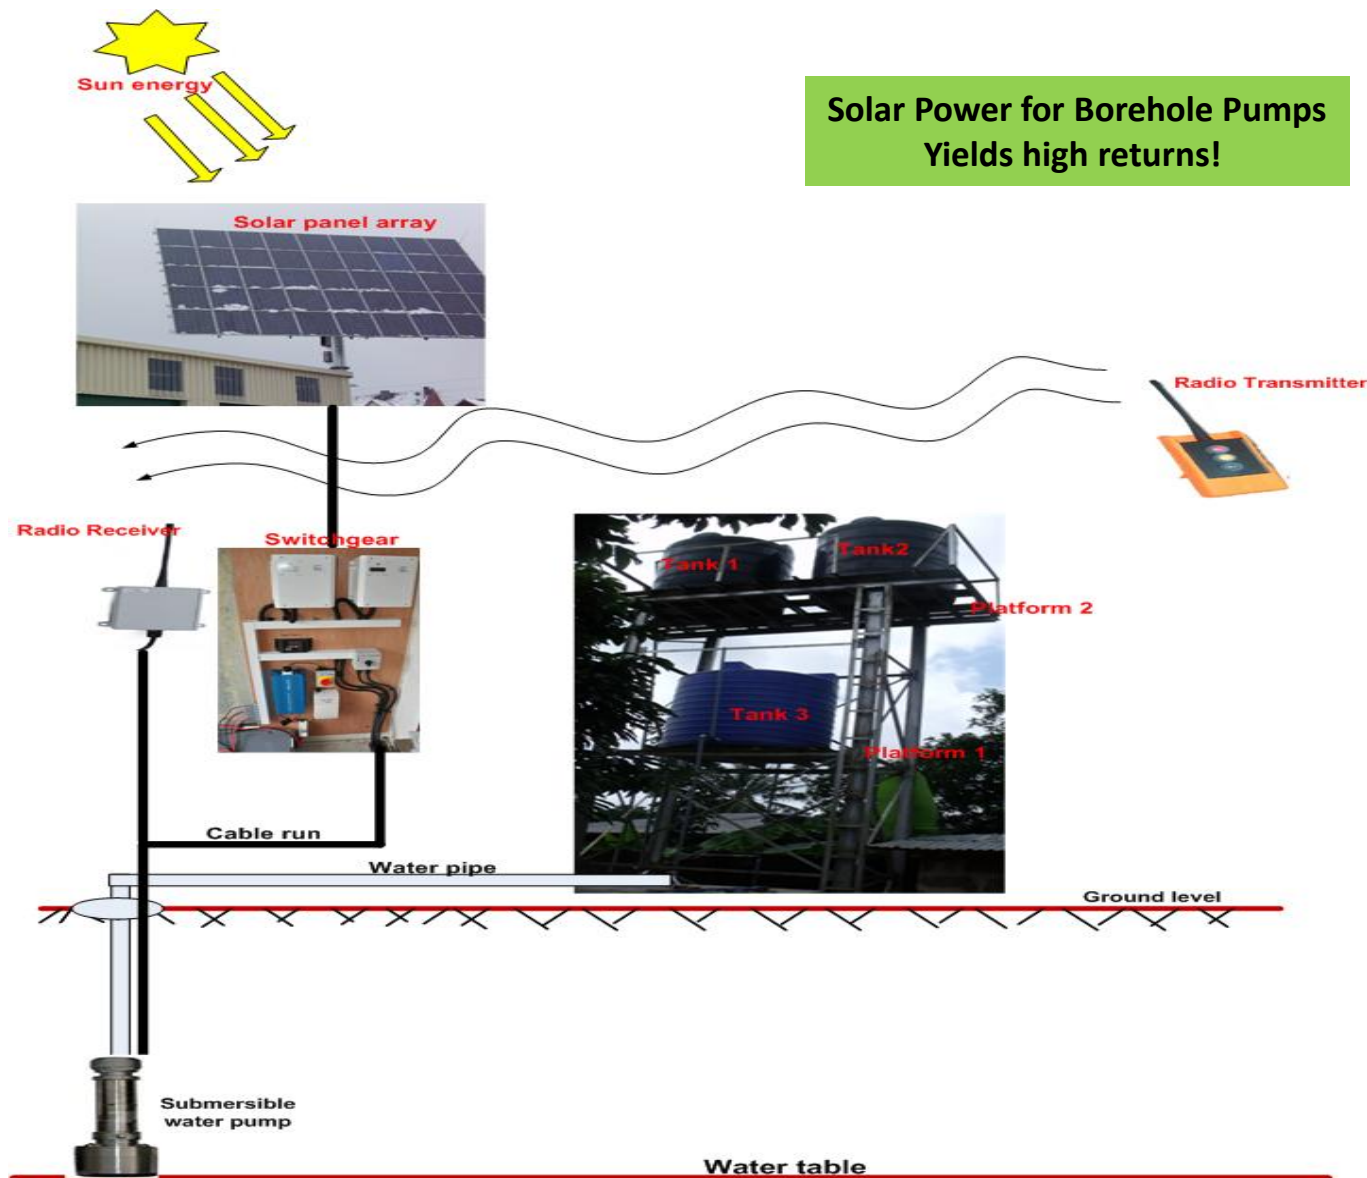 Sun energy
Solar Power for Borehole Pumps
Yields high returns!
Solar panel array
Radio Transmitter
Radio Receiver
Switchgear
Tank 1
Tank2
Platform 2
Tank 3
Platform 1
Cable run
Water pipe
Ground level
Submersible
water pump
Water table